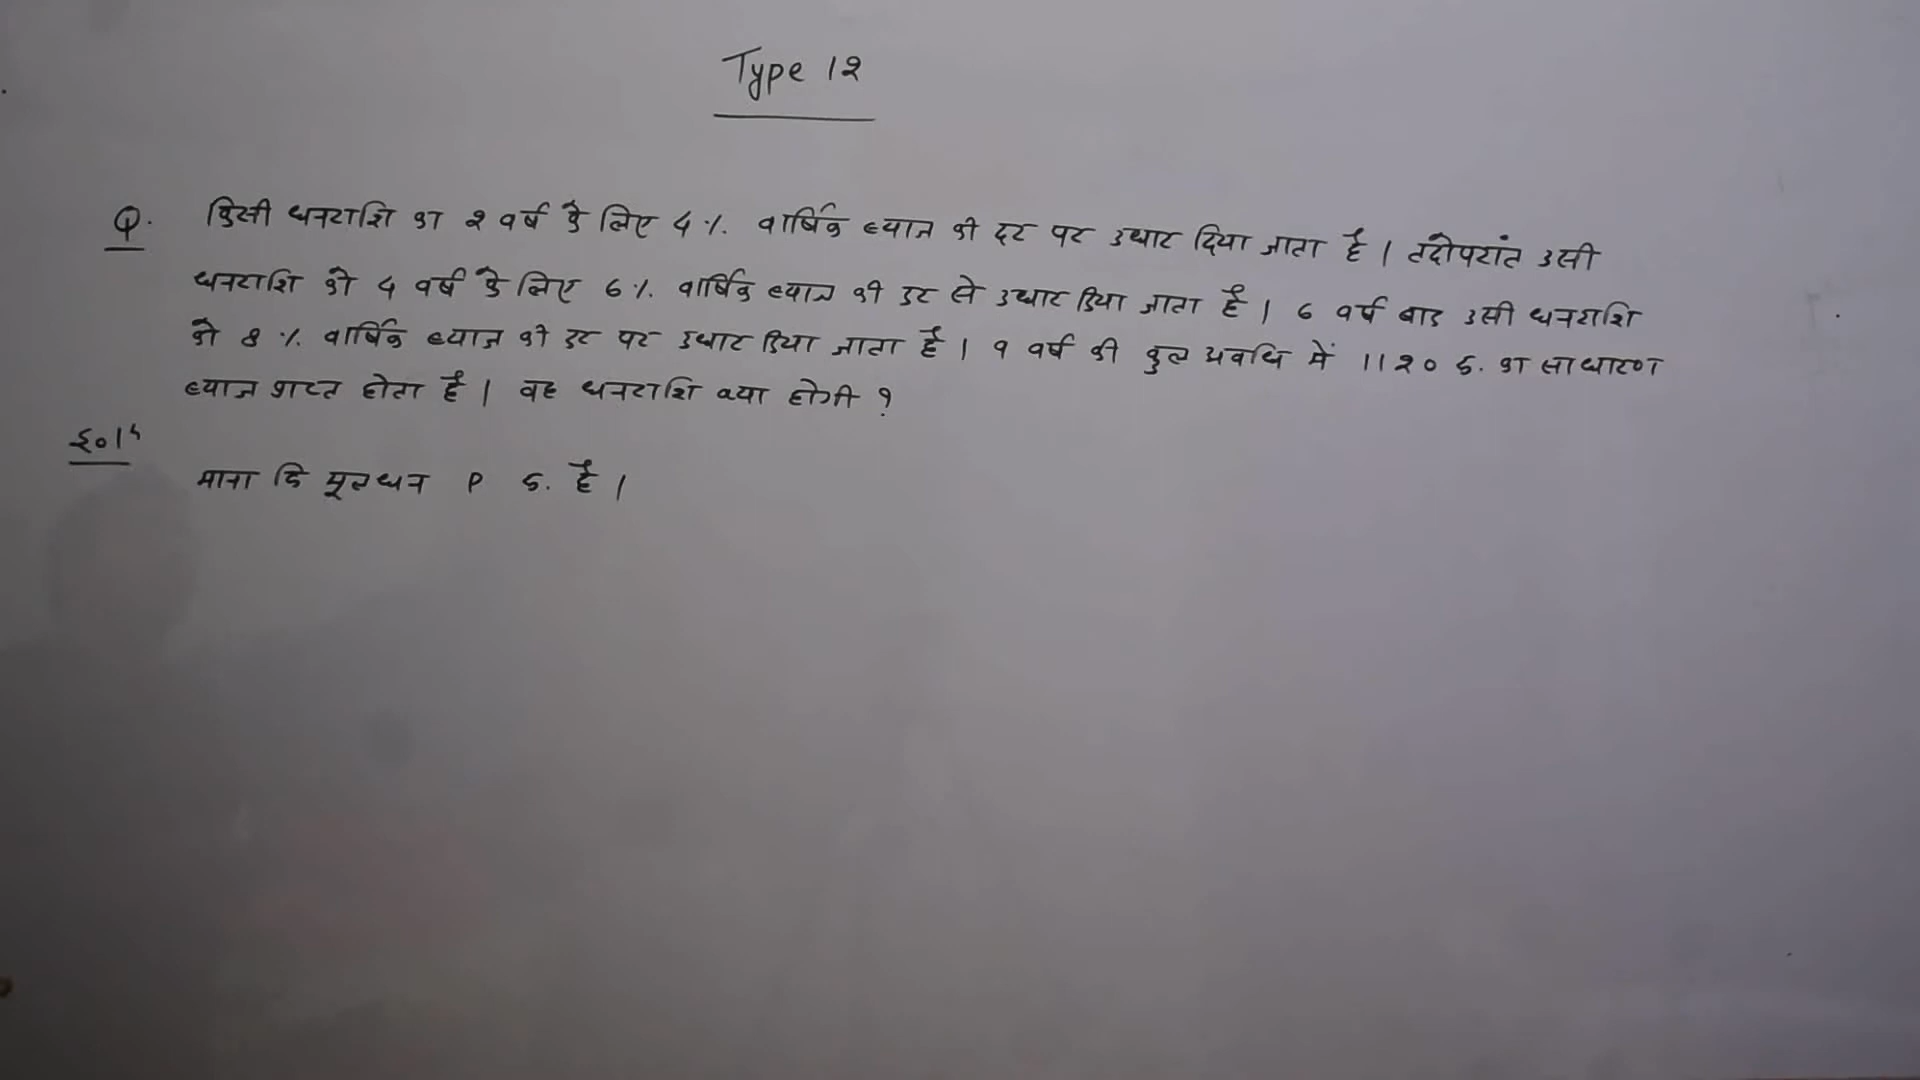 Type 12
Q. किसी धनराशि का 2 वर्ष के लिए 4 % वार्षिक ब्याज की दर पर उधार दिया जाता है । तदोपरांत उसी
धनराशि को 4 वर्ष के लिए 6 % वार्षिक ब्याज की दर से उधार दिया जाता है । 6 वर्ष बाद उसी धनराशि
को 8 % वार्षिक ब्याज की दर पर उधार दिया जाता है । 9 वर्ष की कुल अवधि में 1120 रु. का साधारण
ब्याज प्राप्त होता है । वह धनराशि क्या होगी ?
Solⁿ
माना कि मूलधन P रु. है ।